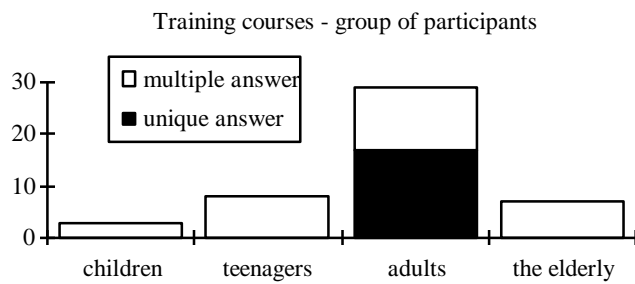 Training courses - group of participants
multiple answer
unique answer
30
20
10
0
children teenagers adults the elderly